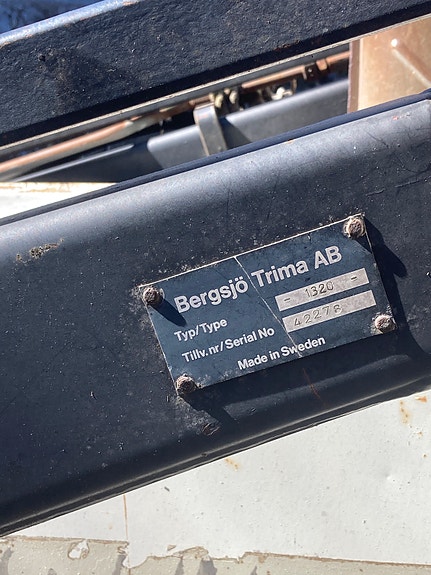 Bergsjö Trima AB
Typ/Type - 1320 -
Tillv.nr/Serial No 42278
Made in Sweden